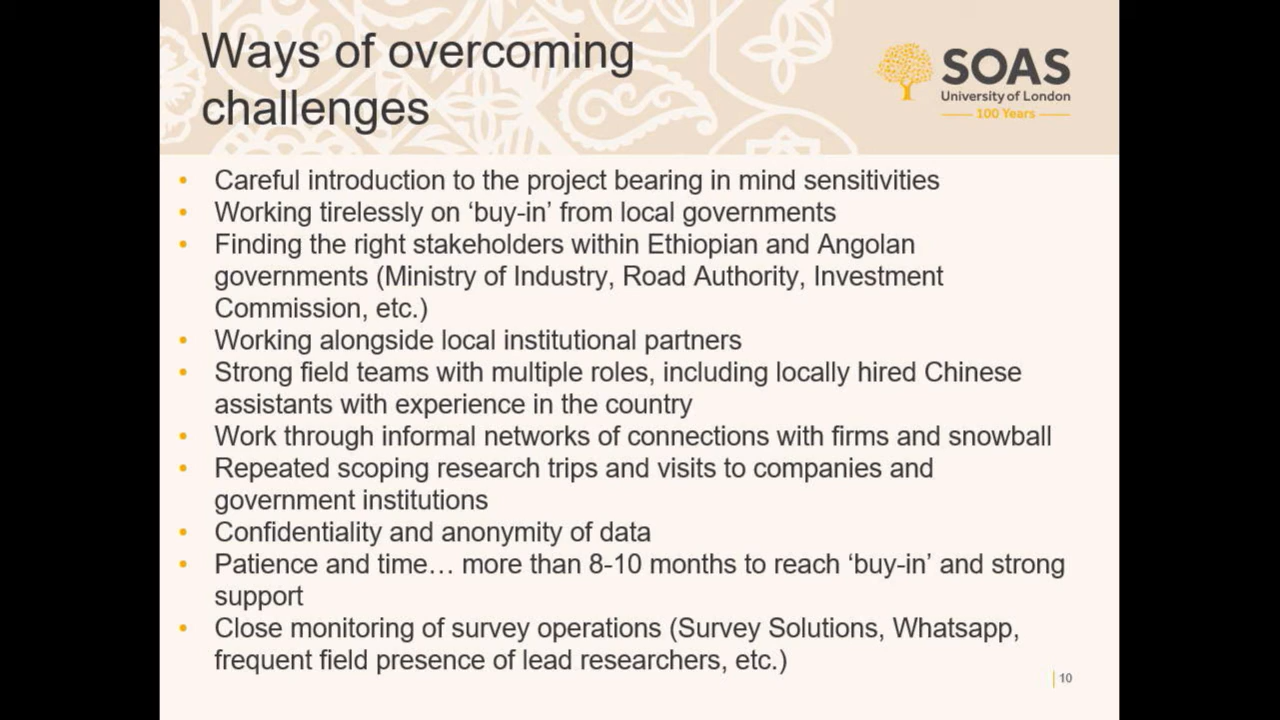 Ways of overcoming
challenges
SOAS
University of London
100 Years
• Careful introduction to the project bearing in mind sensitivities
• Working tirelessly on ‘buy-in’ from local governments
• Finding the right stakeholders within Ethiopian and Angolan
governments (Ministry of Industry, Road Authority, Investment
Commission, etc.)
• Working alongside local institutional partners
• Strong field teams with multiple roles, including locally hired Chinese
assistants with experience in the country
• Work through informal networks of connections with firms and snowball
• Repeated scoping research trips and visits to companies and
government institutions
• Confidentiality and anonymity of data
• Patience and time… more than 8-10 months to reach ‘buy-in’ and strong
support
• Close monitoring of survey operations (Survey Solutions, Whatsapp,
frequent field presence of lead researchers, etc.)
10